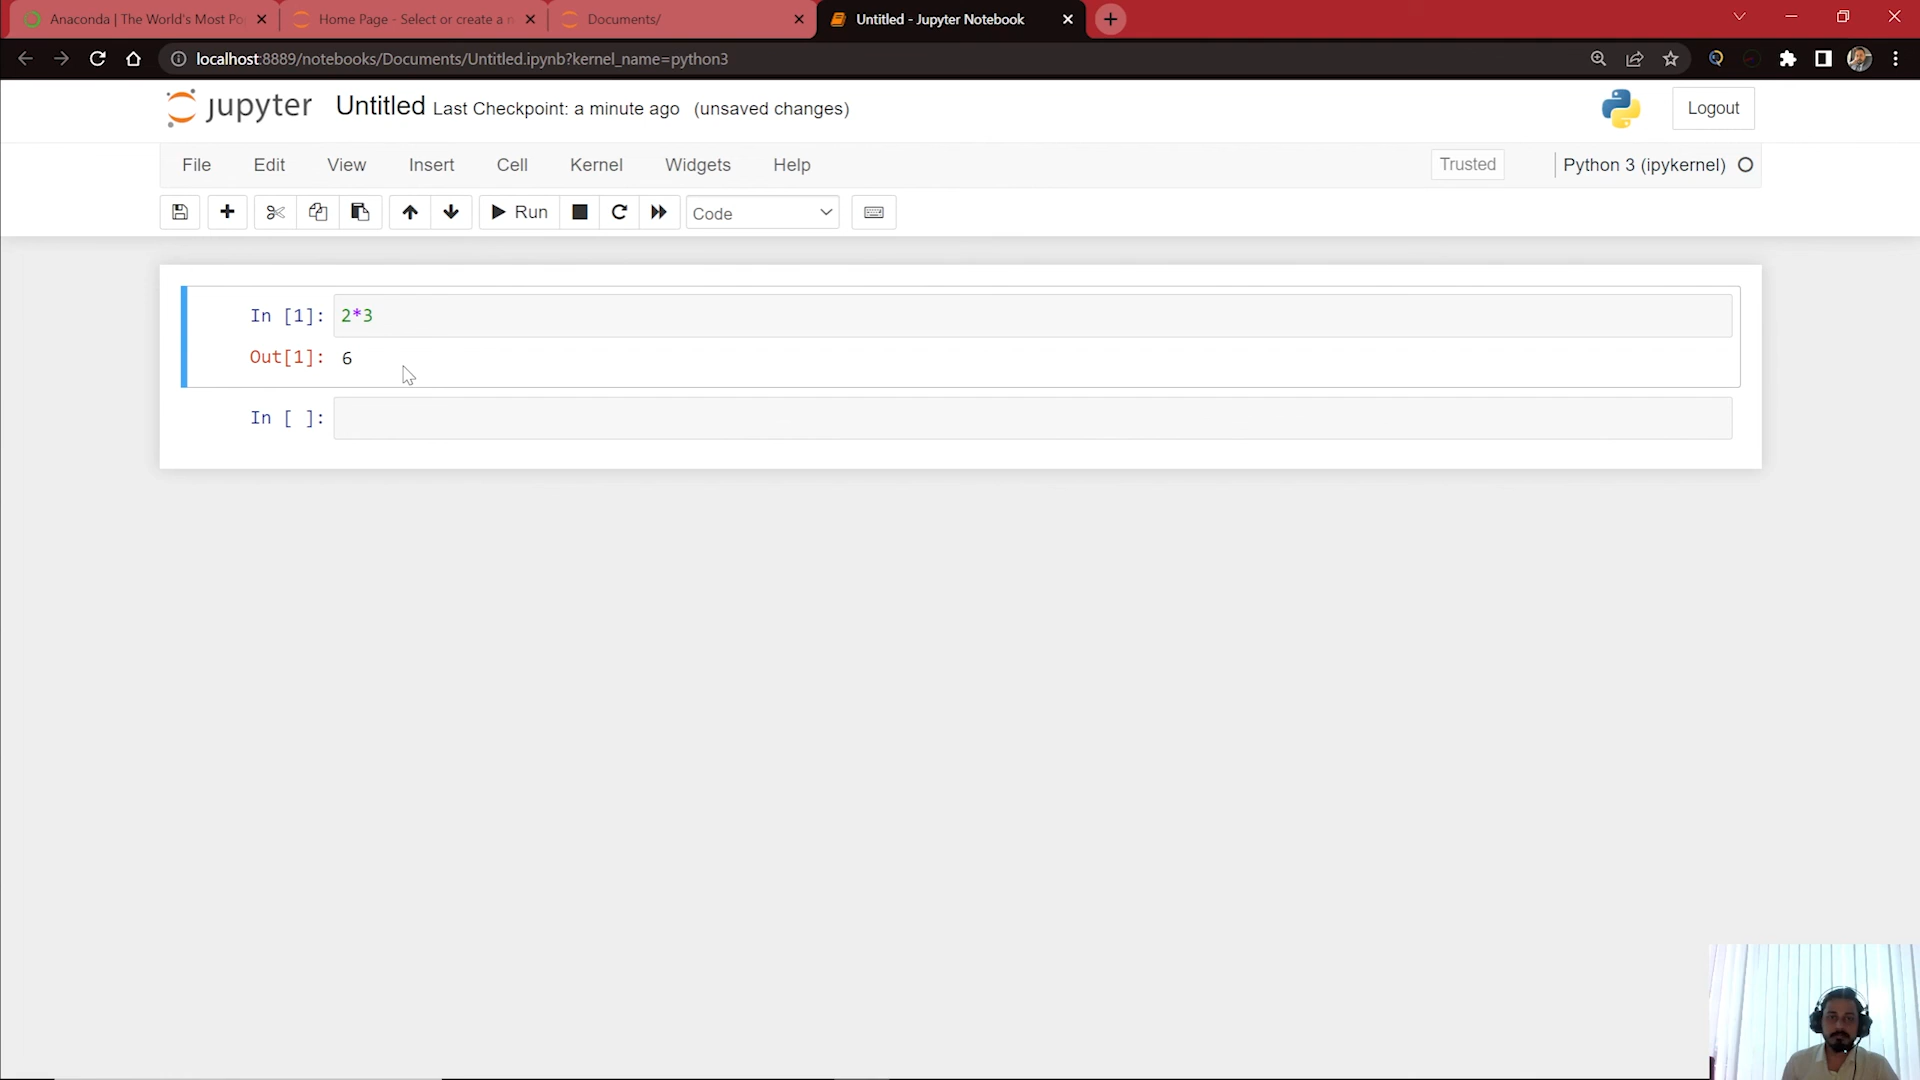 Anaconda | The World's Most Po
Home Page - Select or create a n
Documents/
Untitled - Jupyter Notebook
localhost:8889/notebooks/Documents/Untitled.ipynb?kernel_name=python3
jupyter Untitled Last Checkpoint: a minute ago (unsaved changes)
Logout
File Edit View Insert Cell Kernel Widgets Help
Trusted
Python 3 (ipykernel)
Run
Code
In [1]: 2*3
Out[1]: 6
In [ ]: